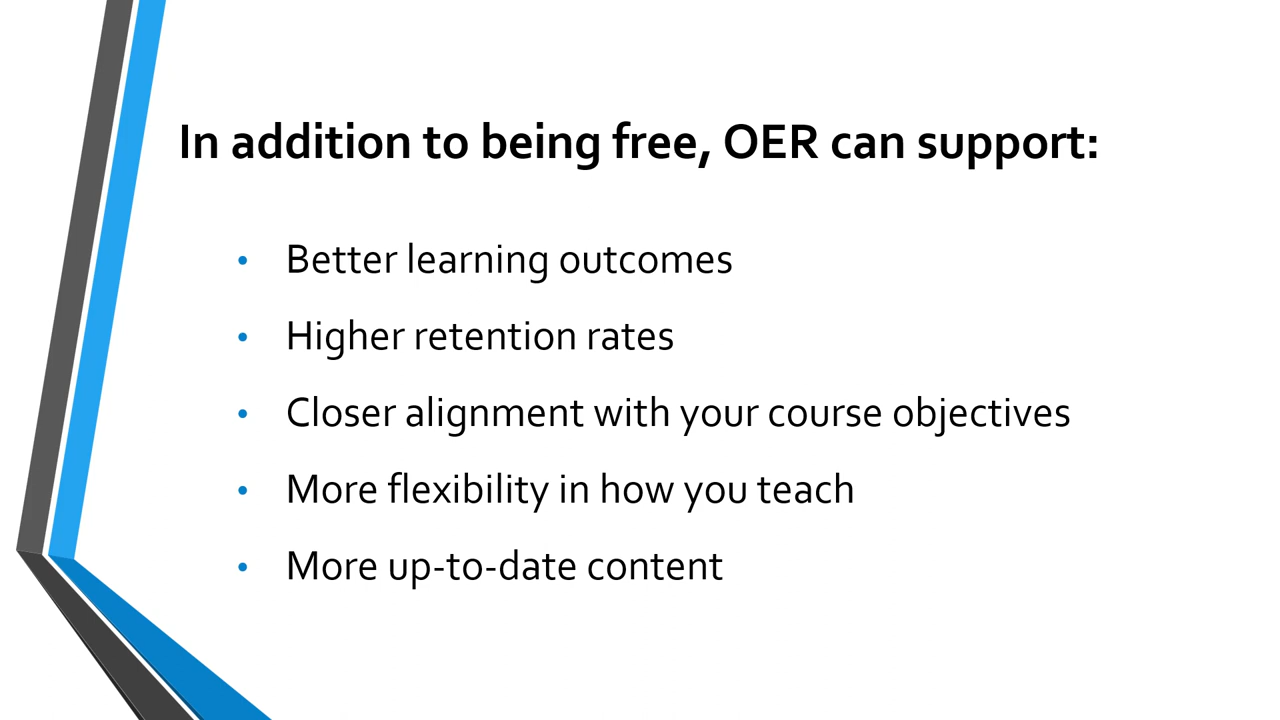 In addition to being free, OER can support:
• Better learning outcomes
• Higher retention rates
• Closer alignment with your course objectives
• More flexibility in how you teach
• More up-to-date content